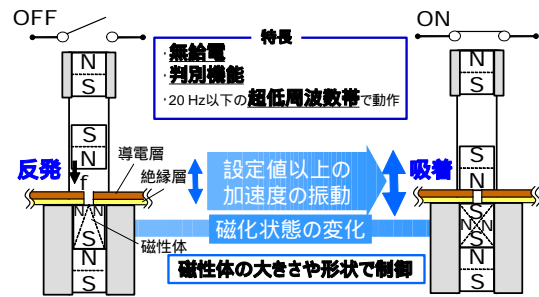 OFF
ON
特長
・無給電
・判別機能
・20 Hz以下の超低周波数帯で動作
N
S
S
N
反発
f
導電層
絶縁層
N N
S
磁性体
N
S
設定値以上の
加速度の振動
磁化状態の変化
磁性体の大きさや形状で制御
N
S
S
N
吸着
S
N N
S
N
S